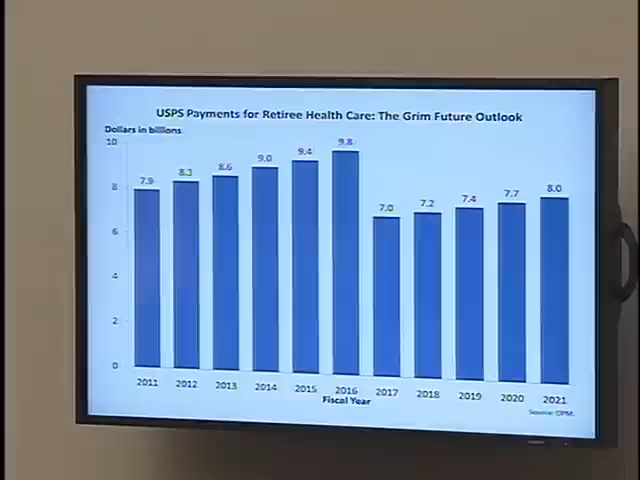 USPS Payments for Retiree Health Care: The Grim Future Outlook
Dollars in billions
10
8
6
4
2
0
7.9 8.3 8.6 9.0 9.4 9.8 7.0 7.2 7.4 7.7 8.0
2011 2012 2013 2014 2015 2016 2017 2018 2019 2020 2021
Fiscal Year
Source: OPM.